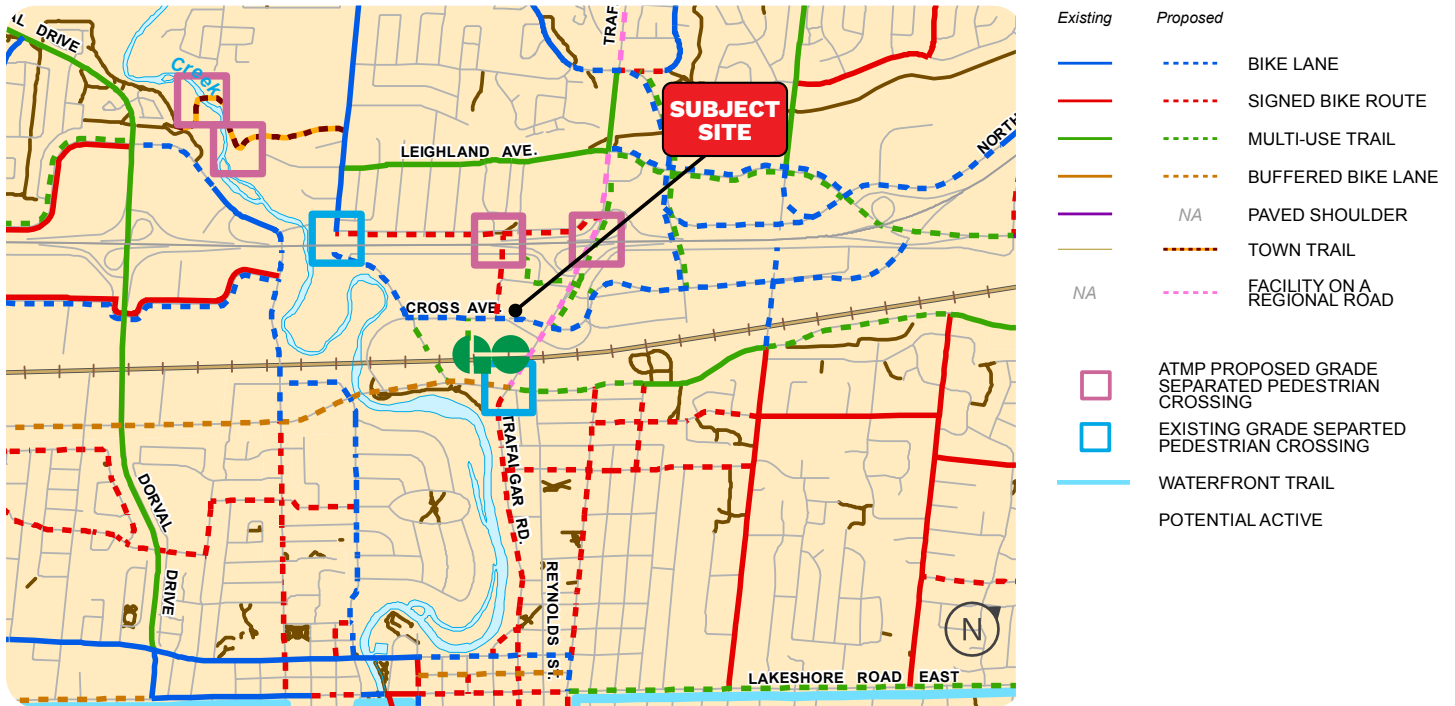 AL DRIVE
Creek
TRAF
SUBJECT
SITE
NORTH
LEIGHLAND AVE.
CROSS AVE
GO
TRAFALGAR RD.
DORVAL
DRIVE
REYNOLDS ST.
N
LAKESHORE ROAD EAST
Existing Proposed
BIKE LANE
SIGNED BIKE ROUTE
MULTI-USE TRAIL
BUFFERED BIKE LANE
NA PAVED SHOULDER
TOWN TRAIL
NA FACILITY ON A
REGIONAL ROAD
ATMP PROPOSED GRADE
SEPARATED PEDESTRIAN
CROSSING
EXISTING GRADE SEPARTED
PEDESTRIAN CROSSING
WATERFRONT TRAIL
POTENTIAL ACTIVE